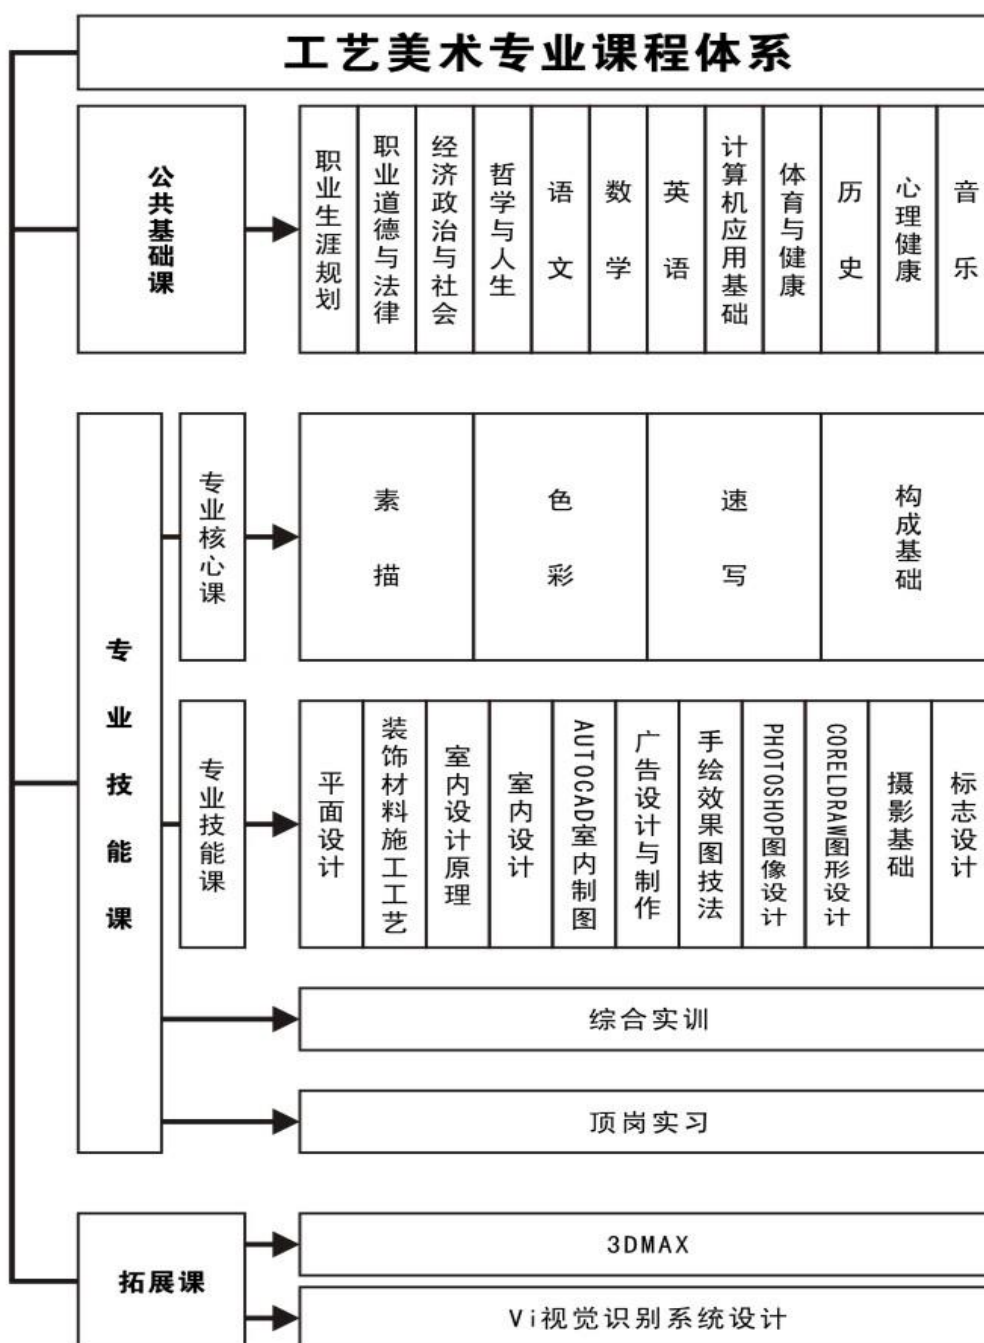 工艺美术专业课程体系
公共基础课
职业生涯规划
职业道德与法律
经济政治与社会
哲学与人生
语文
数学
英语
计算机应用基础
体育与健康
历史
心理健康
音乐
专业技能课
专业核心课
素描
色彩
速写
构成基础
专业技能课
平面设计
装饰材料施工工艺
室内设计原理
室内设计
AUTOCAD室内制图
广告设计与制作
手绘效果图技法
PHOTOSHOP图像设计
CORELDRAW图形设计
摄影基础
标志设计
综合实训
顶岗实习
拓展课
3DMAX
Vi视觉识别系统设计